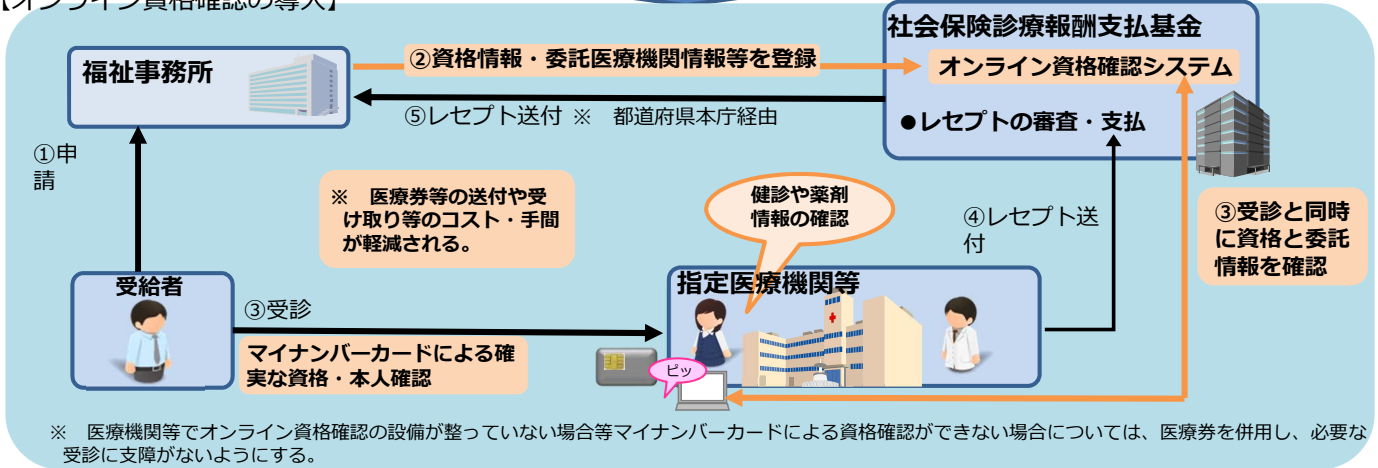 【オンライン資格確認の導入】
社会保険診療報酬支払基金
オンライン資格確認システム
●レセプトの審査・支払
福祉事務所
②資格情報・委託医療機関情報等を登録
⑤レセプト送付 ※ 都道府県本庁経由
①申
請
※ 医療券等の送付や受
け取り等のコスト・手間
が軽減される。
健診や薬剤
情報の確認
④レセプト送
付
③受診と同時
に資格と委託
情報を確認
受給者
③受診
マイナンバーカードによる確
実な資格・本人確認
指定医療機関等
ピッ
※ 医療機関等でオンライン資格確認の設備が整っていない場合等マイナンバーカードによる資格確認ができない場合については、医療券を併用し、必要な
受診に支障がないようにする。